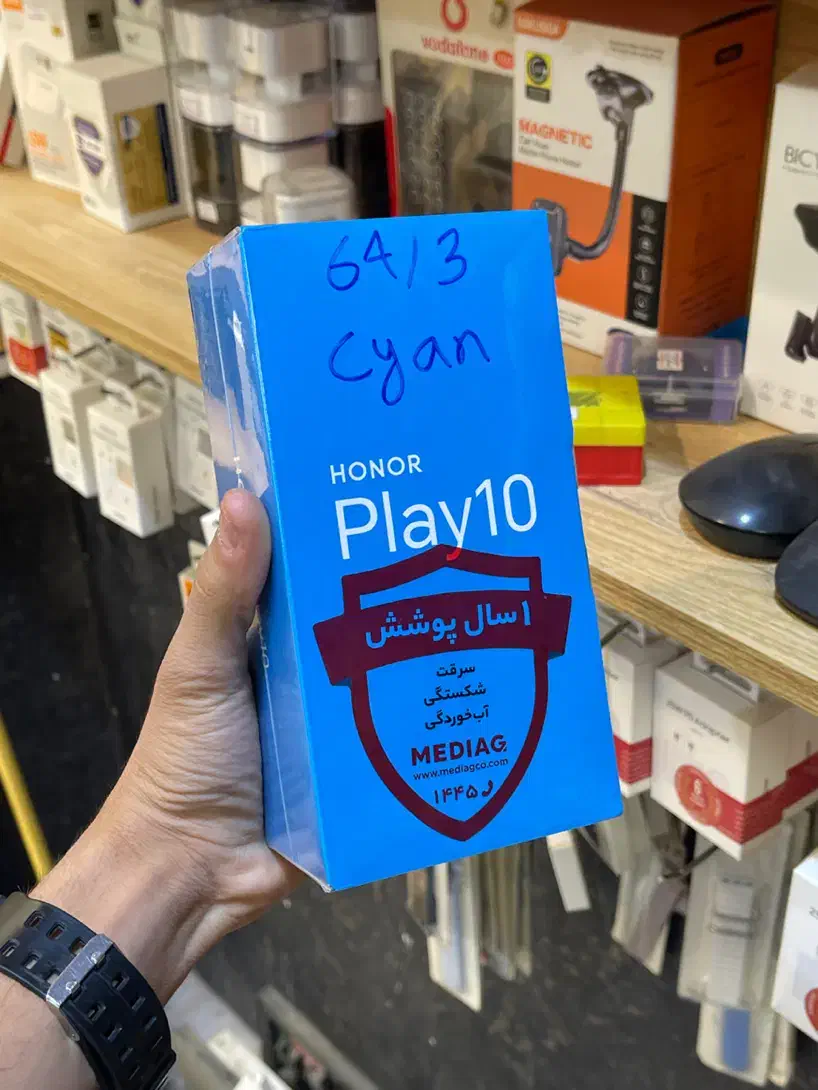 vodafone
MAGNETIC
64/3
Cyan
HONOR
Play10
۱ سال پوشش
سرقت
شکستگی
آب‌خوردگی
MEDIAG
www.mediagco.com
۱۴۴۵